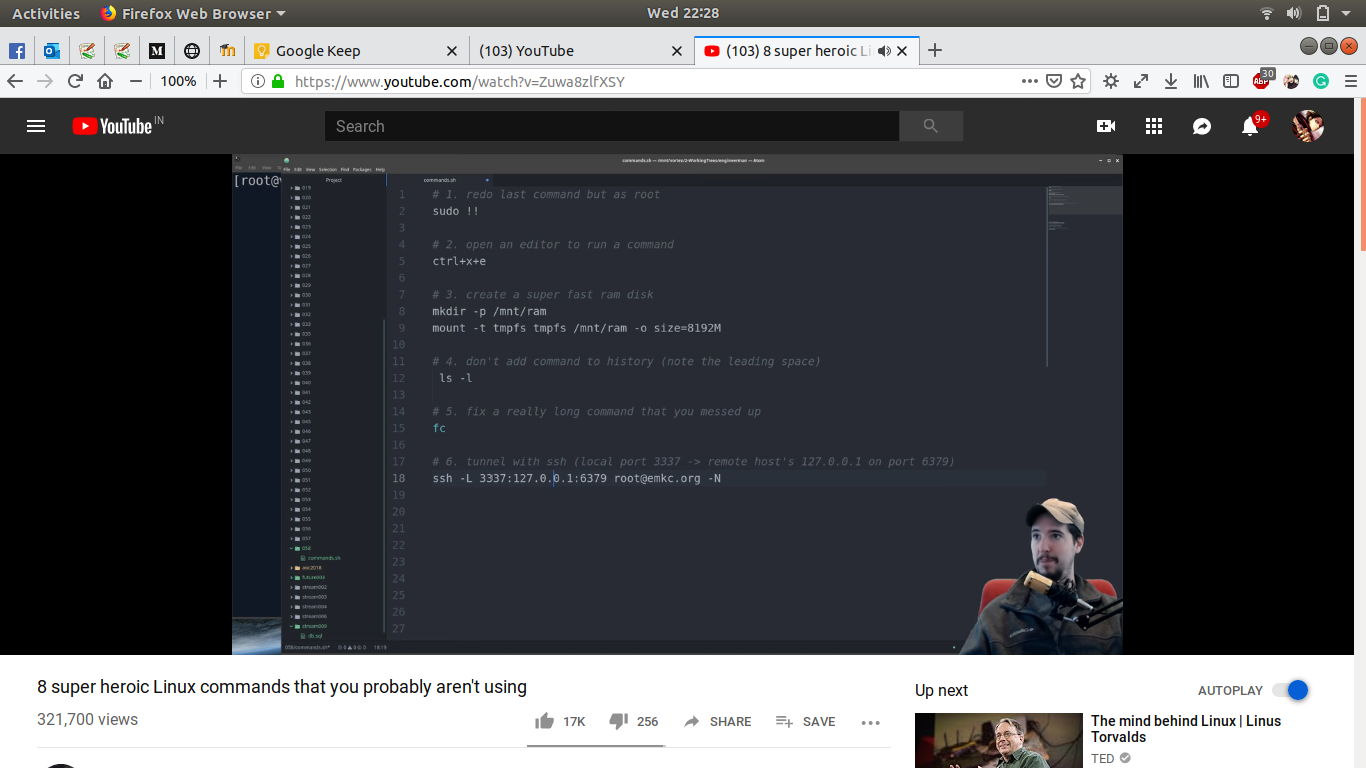 Activities Firefox Web Browser Wed 22:28
Google Keep (103) YouTube (103) 8 super heroic Li
100% https://www.youtube.com/watch?v=Zuwa8zlfXSY ABP 30
YouTube IN Search 9+
commands.sh — /mnt/series/2-WorkingTrees/engineerman — Atom
File Edit View Selection Find Packages Help
[root@v Project commands.sh
1 # 1. redo last command but as root
2 sudo !!
3
4 # 2. open an editor to run a command
5 ctrl+x+e
6
7 # 3. create a super fast ram disk
8 mkdir -p /mnt/ram
9 mount -t tmpfs tmpfs /mnt/ram -o size=8192M
10
11 # 4. don't add command to history (note the leading space)
12 ls -l
13
14 # 5. fix a really long command that you messed up
15 fc
16
17 # 6. tunnel with ssh (local port 3337 -> remote host's 127.0.0.1 on port 6379)
18 ssh -L 3337:127.0.0.1:6379 root@emkc.org -N
19
20
21
22
23
24
25
26
27
019
020
021
022
023
024
025
026
027
028
029
030
031
032
033
035
036
037
038
039
040
041
042
043
045
046
047
048
049
050
051
052
053
054
055
056
057
058
commands.sh
aoc2018
future003
stream002
stream003
stream004
stream006
stream009
db.sql
058/commands.sh* 0 0 0 18:19
8 super heroic Linux commands that you probably aren't using
321,700 views 17K 256 SHARE SAVE
Up next AUTOPLAY
The mind behind Linux | Linus
Torvalds
TED